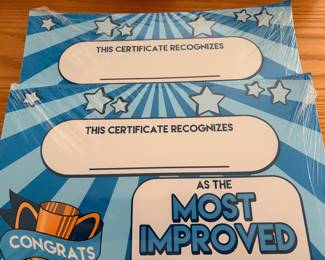 THIS CERTIFICATE RECOGNIZES
THIS CERTIFICATE RECOGNIZES
AS THE
MOST
IMPROVED
CONGRATS